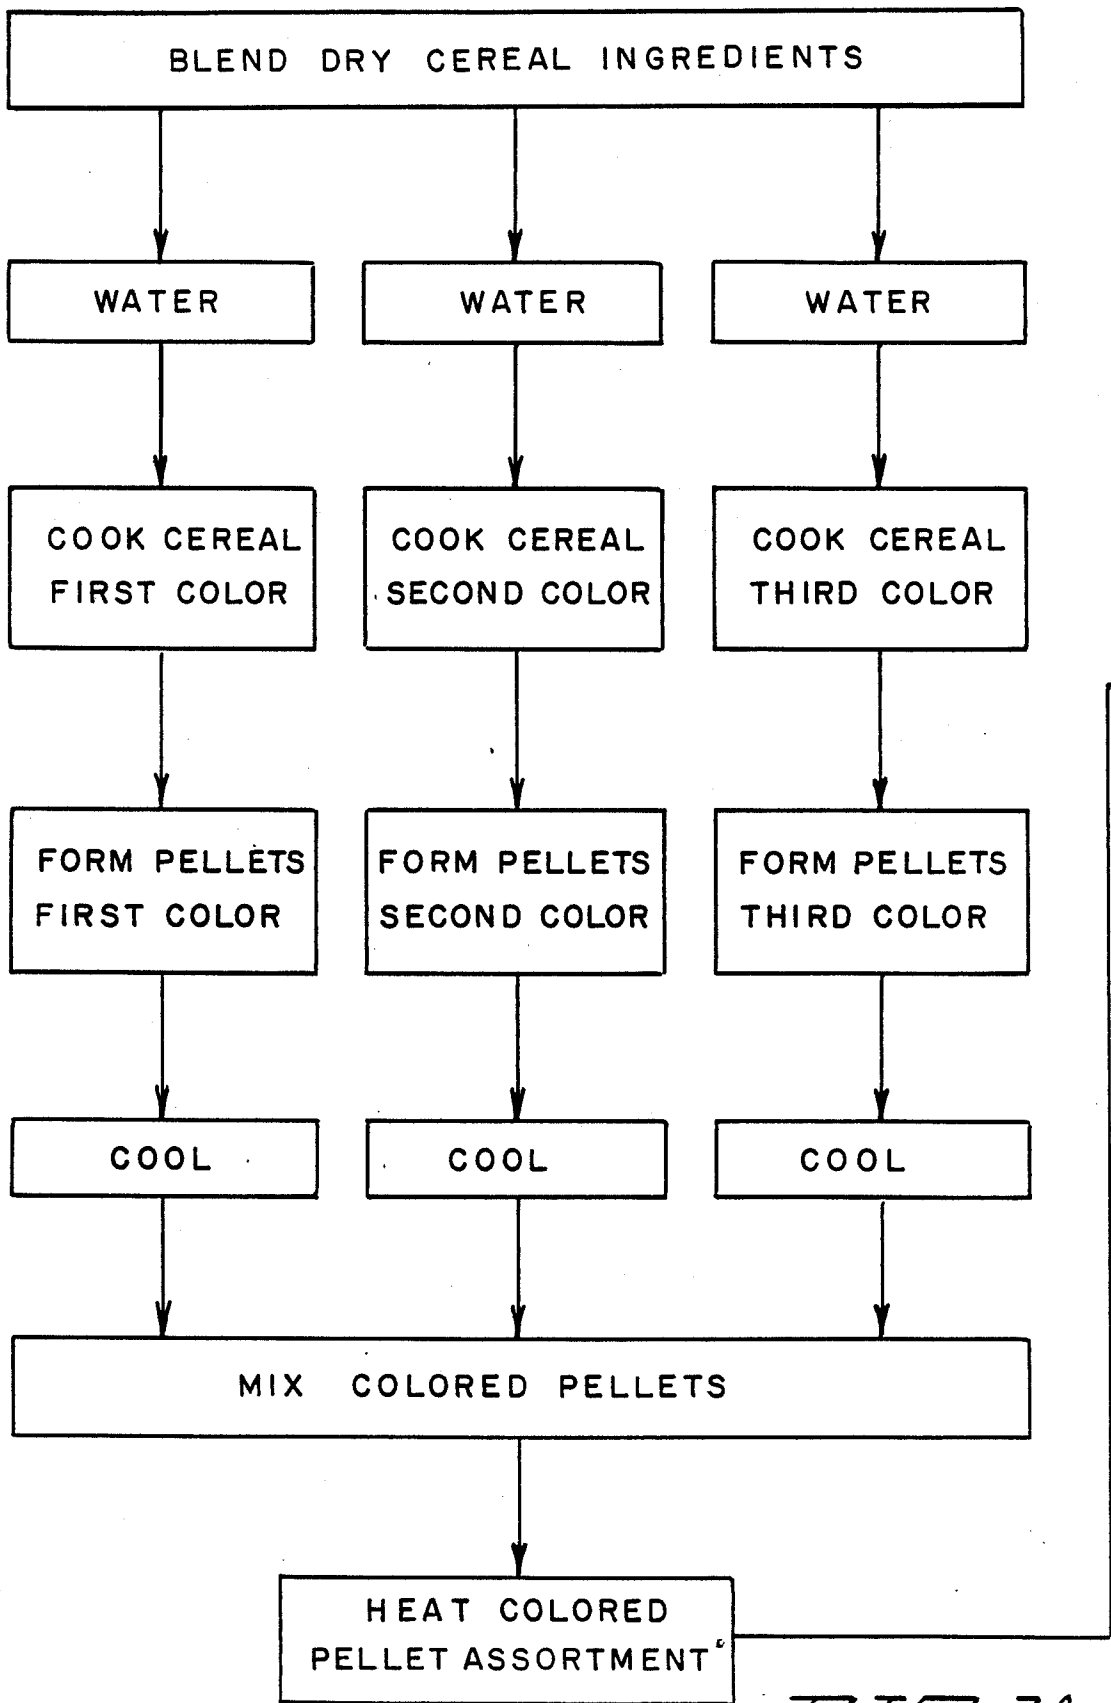 BLEND DRY CEREAL INGREDIENTS
WATER
WATER
WATER
COOK CEREAL
FIRST COLOR
COOK CEREAL
SECOND COLOR
COOK CEREAL
THIRD COLOR
FORM PELLETS
FIRST COLOR
FORM PELLETS
SECOND COLOR
FORM PELLETS
THIRD COLOR
COOL
COOL
COOL
MIX COLORED PELLETS
HEAT COLORED
PELLET ASSORTMENT